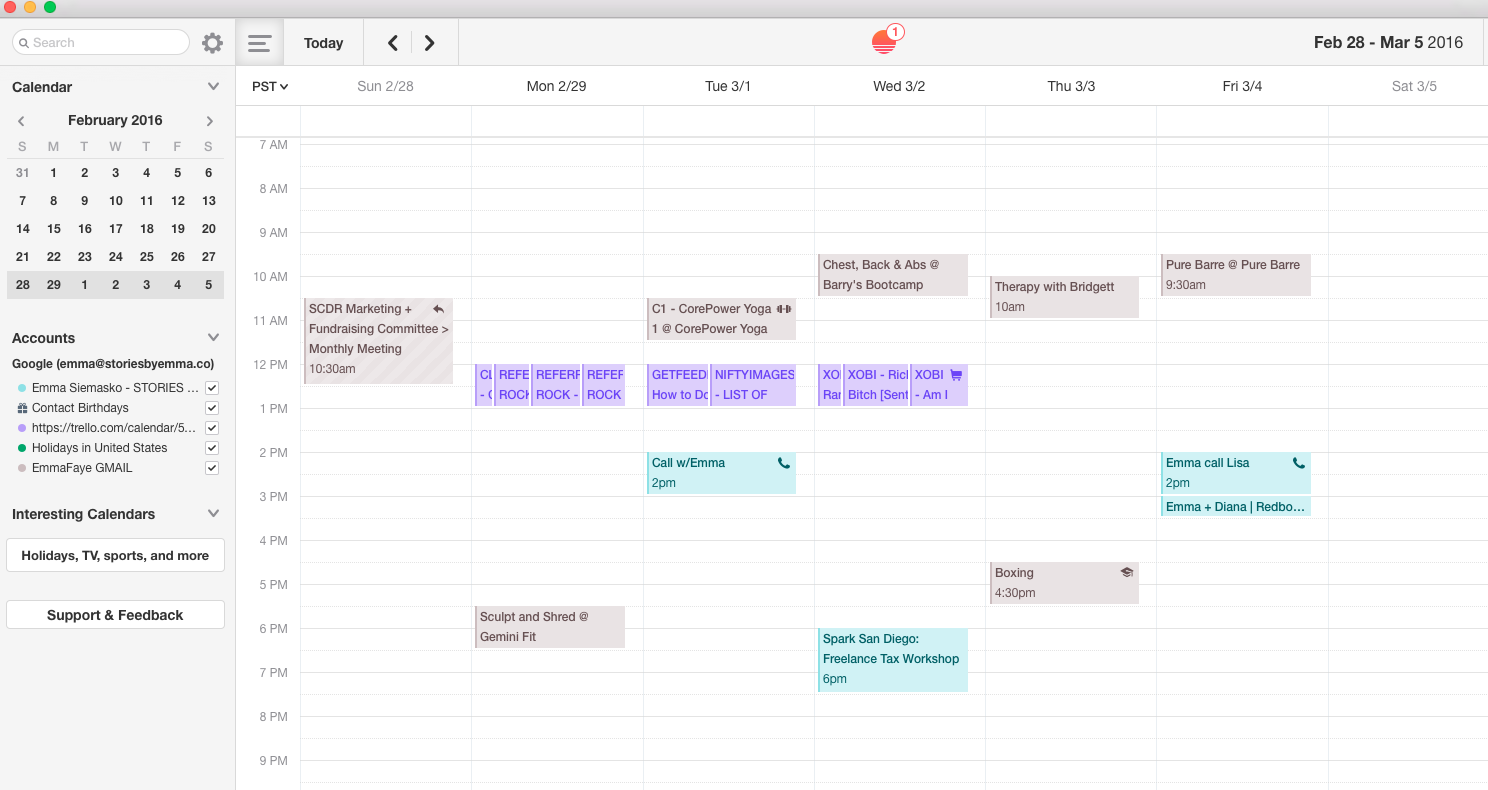 Search
Today
1
Feb 28 - Mar 5 2016
Calendar
February 2016
S M T W T F S
31 1 2 3 4 5 6
7 8 9 10 11 12 13
14 15 16 17 18 19 20
21 22 23 24 25 26 27
28 29 1 2 3 4 5
Accounts
Google (emma@storiesbyemma.co)
Emma Siemasko - STORIES ...
Contact Birthdays
https://trello.com/calendar/5...
Holidays in United States
EmmaFaye GMAIL
Interesting Calendars
Holidays, TV, sports, and more
Support & Feedback
PST Sun 2/28 Mon 2/29 Tue 3/1 Wed 3/2 Thu 3/3 Fri 3/4 Sat 3/5
7 AM
8 AM
9 AM
10 AM
11 AM
12 PM
1 PM
2 PM
3 PM
4 PM
5 PM
6 PM
7 PM
8 PM
9 PM
SCDR Marketing +
Fundraising Committee >
Monthly Meeting
10:30am
REFE
ROCK
REFERF
ROCK -
REFER
ROCK
Sculpt and Shred @
Gemini Fit
C1 - CorePower Yoga
1 @ CorePower Yoga
GETFEED
How to Do
NIFTYIMAGES
- LIST OF
Call w/Emma
2pm
Chest, Back & Abs @
Barry's Bootcamp
XOI
Rar
XOBI - Ricl
Bitch [Sent
XOBI
- Am I
Spark San Diego:
Freelance Tax Workshop
6pm
Therapy with Bridgett
10am
Boxing
4:30pm
Pure Barre @ Pure Barre
9:30am
Emma call Lisa
2pm
Emma + Diana | Redbo...